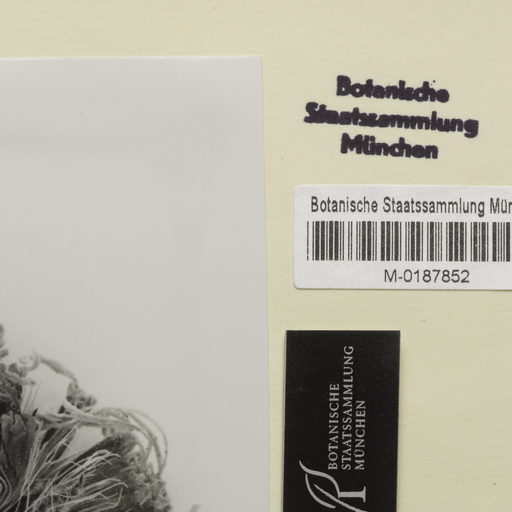 Botanische
Staatssammlung
München
Botanische Staatssammlung Mün
M-0187852
BOTANISCHE
STAATSSAMMLUNG
MÜNCHEN